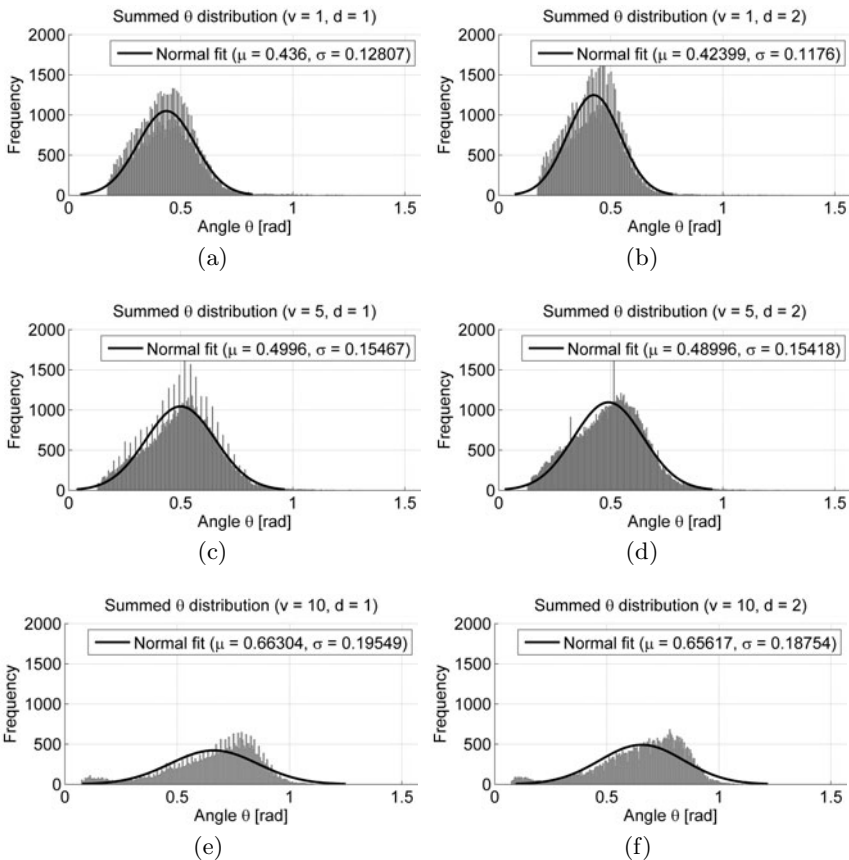 Summed θ distribution (v = 1, d = 1)
2000
1500
1000
500
0
Frequency
Normal fit (μ = 0.436, σ = 0.12807)
0 0.5 1 1.5
Angle θ [rad]
(a)
Summed θ distribution (v = 1, d = 2)
2000
1500
1000
500
0
Frequency
Normal fit (μ = 0.42399, σ = 0.1176)
0 0.5 1 1.5
Angle θ [rad]
(b)
Summed θ distribution (v = 5, d = 1)
2000
1500
1000
500
0
Frequency
Normal fit (μ = 0.4996, σ = 0.15467)
0 0.5 1 1.5
Angle θ [rad]
(c)
Summed θ distribution (v = 5, d = 2)
2000
1500
1000
500
0
Frequency
Normal fit (μ = 0.48996, σ = 0.15418)
0 0.5 1 1.5
Angle θ [rad]
(d)
Summed θ distribution (v = 10, d = 1)
2000
1500
1000
500
0
Frequency
Normal fit (μ = 0.66304, σ = 0.19549)
0 0.5 1 1.5
Angle θ [rad]
(e)
Summed θ distribution (v = 10, d = 2)
2000
1500
1000
500
0
Frequency
Normal fit (μ = 0.65617, σ = 0.18754)
0 0.5 1 1.5
Angle θ [rad]
(f)